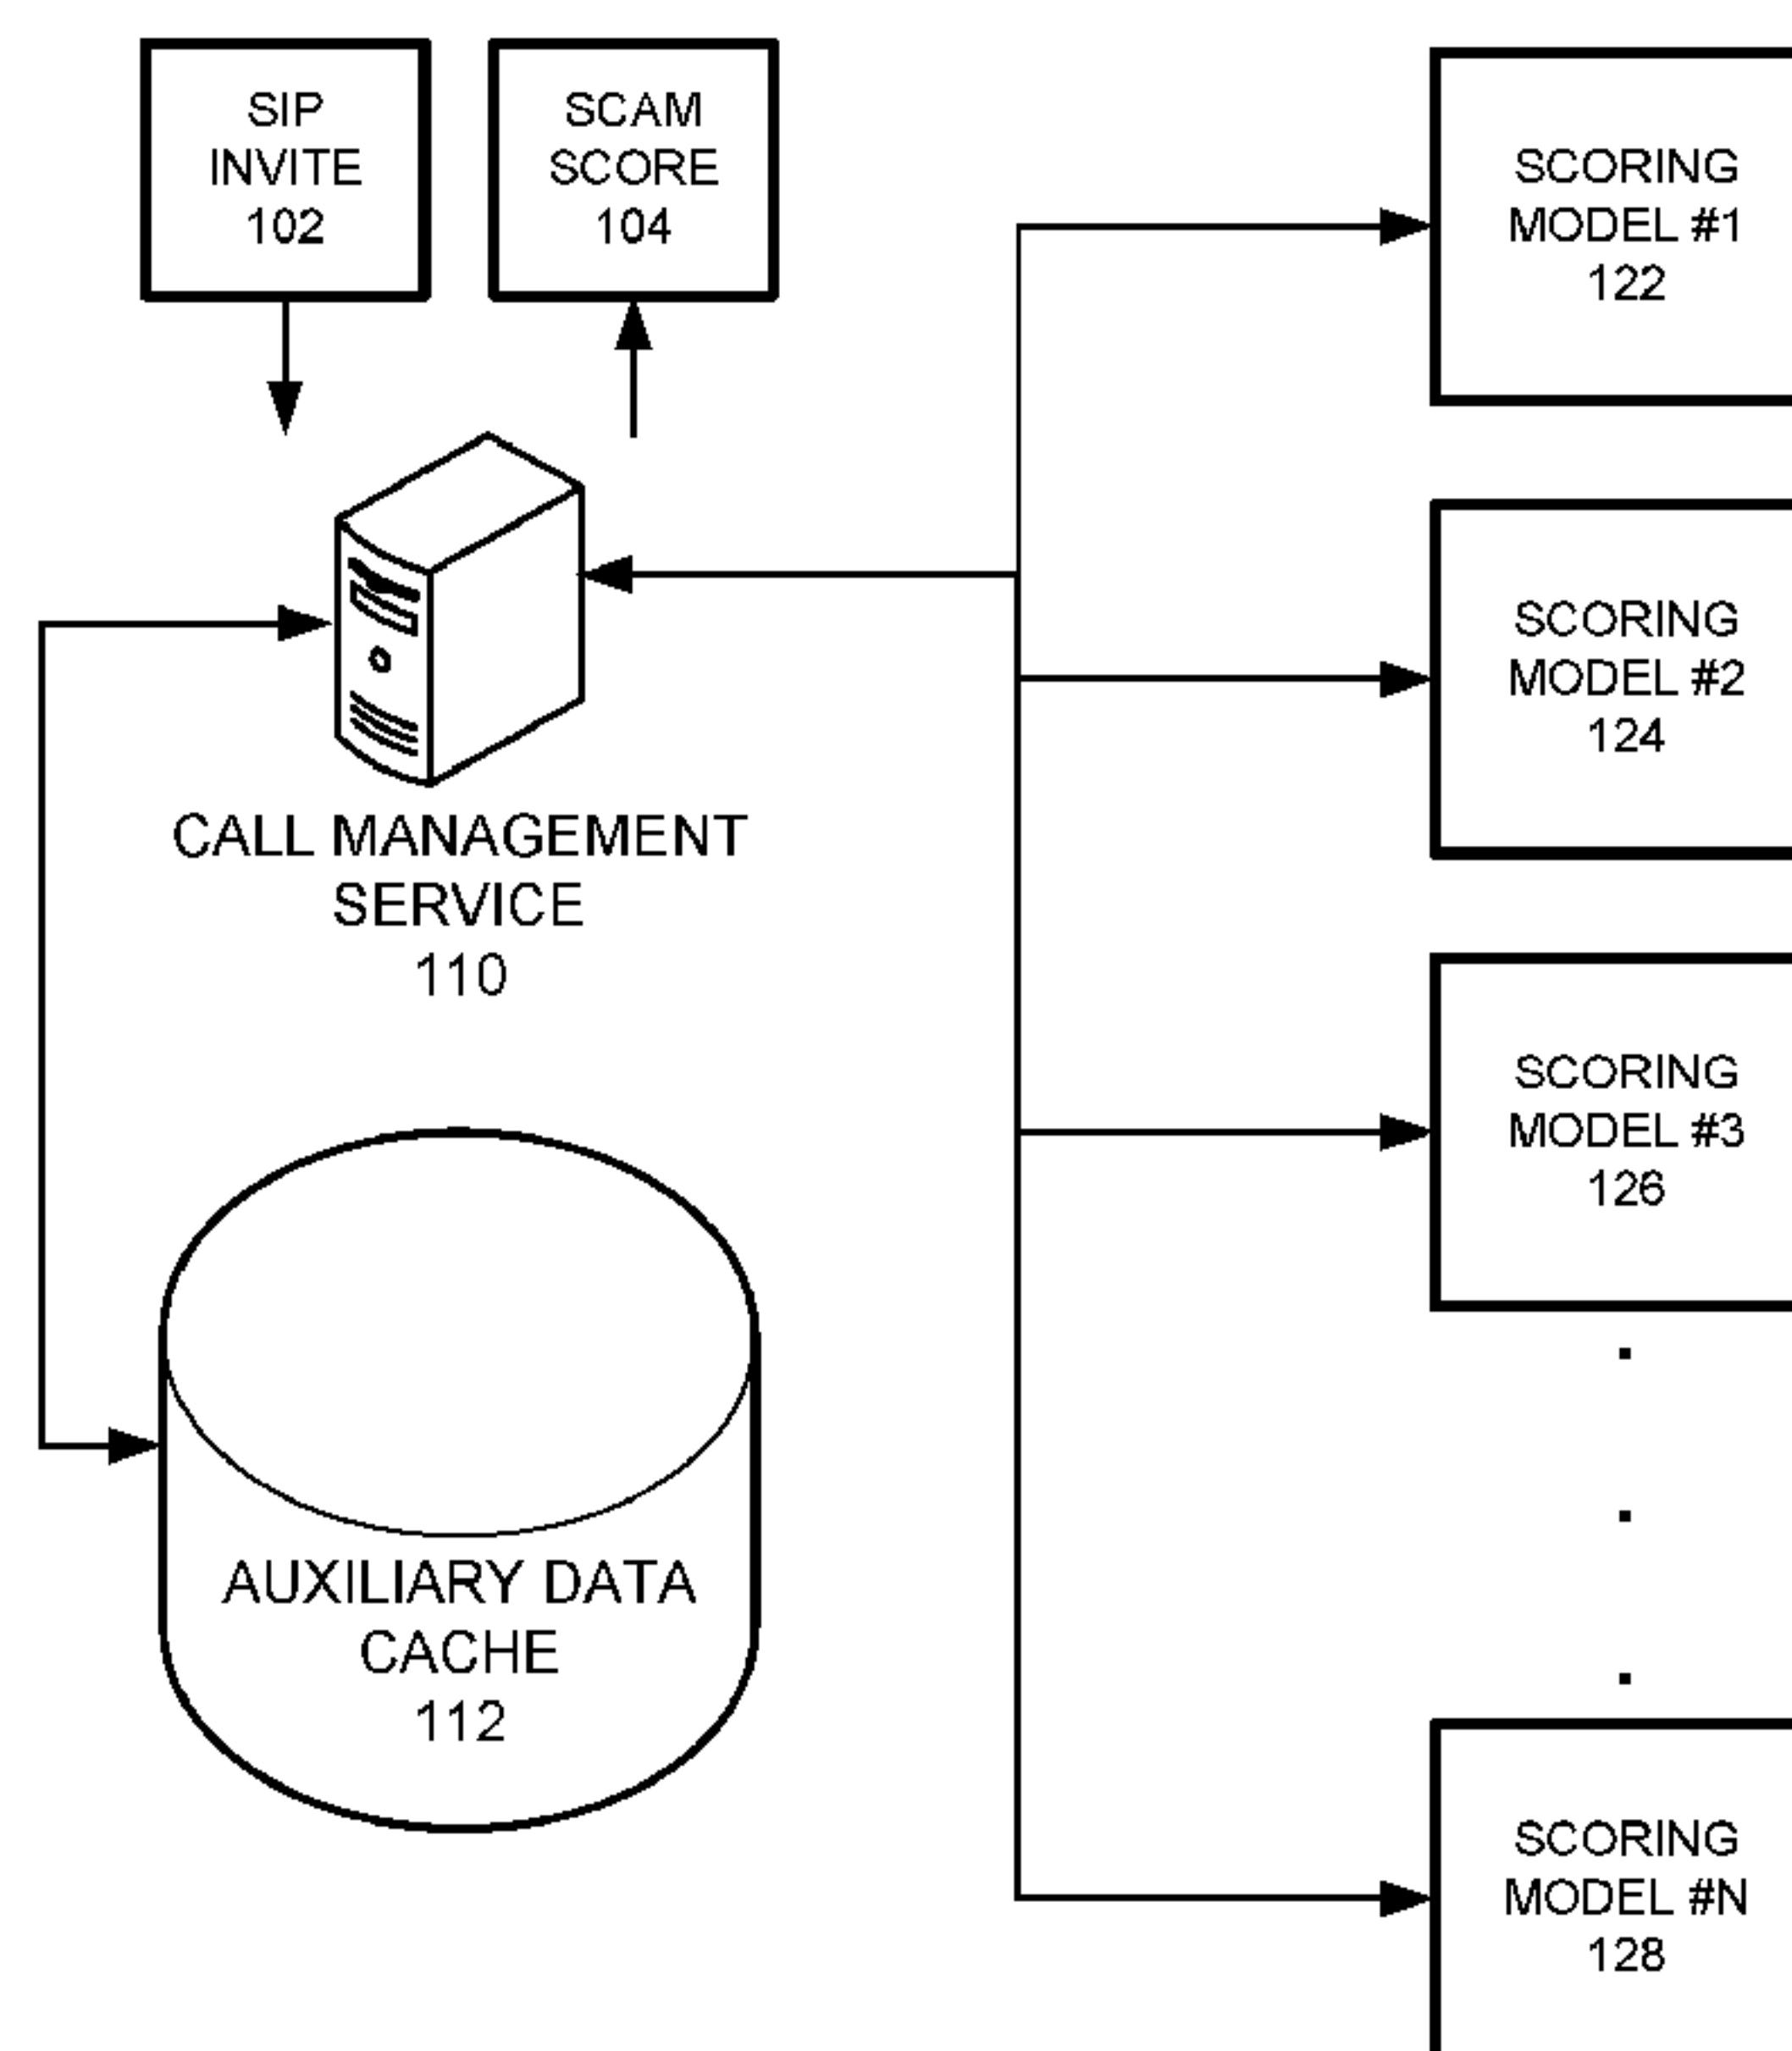 SIP
INVITE
102
SCAM
SCORE
104
CALL MANAGEMENT
SERVICE
110
AUXILIARY DATA
CACHE
112
SCORING
MODEL #1
122
SCORING
MODEL #2
124
SCORING
MODEL #3
126
SCORING
MODEL #N
128